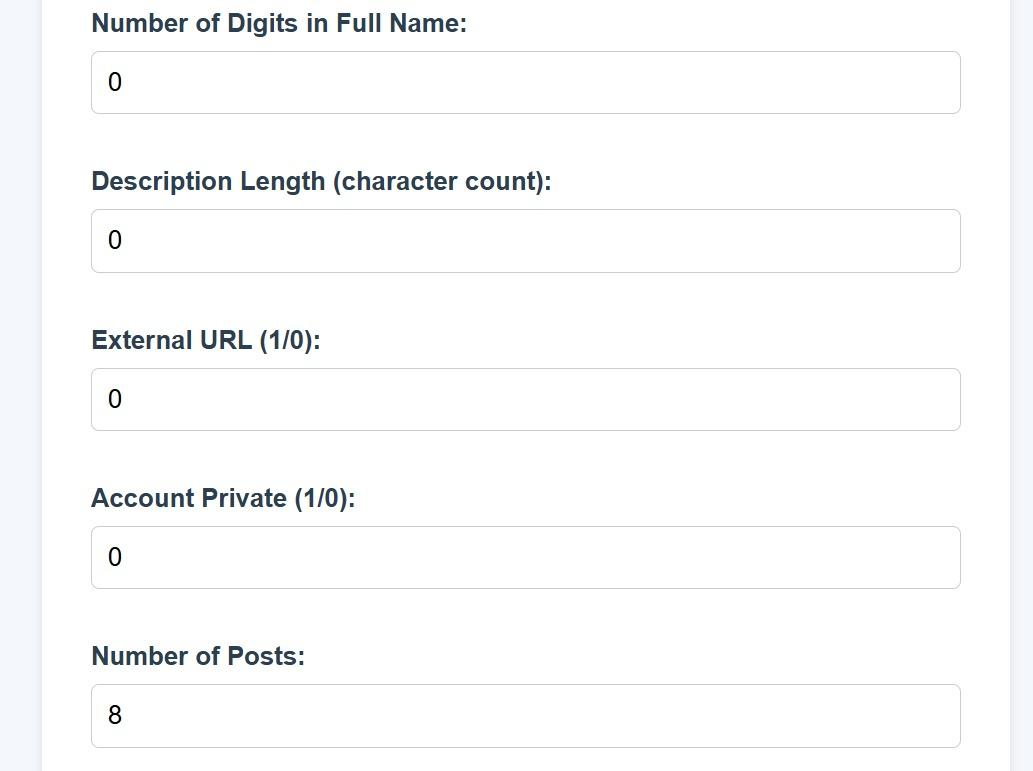 Number of Digits in Full Name:
0
Description Length (character count):
0
External URL (1/0):
0
Account Private (1/0):
0
Number of Posts:
8